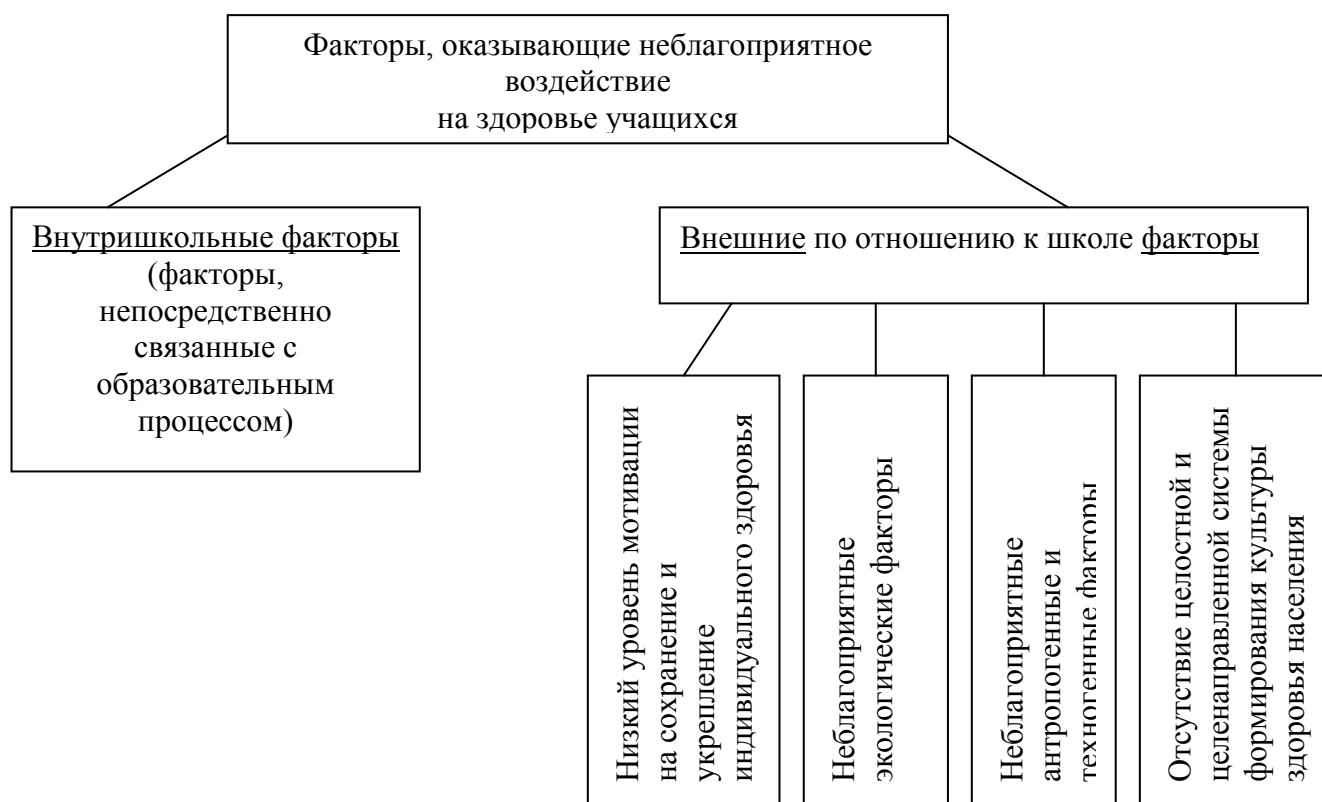 Факторы, оказывающие неблагоприятное
воздействие
на здоровье учащихся
Внутришкольные факторы
(факторы,
непосредственно
связанные с
образовательным
процессом)
Внешние по отношению к школе факторы
Низкий уровень мотивации
на сохранение и
укрепление
индивидуального здоровья
Неблагоприятные
экологические факторы
Неблагоприятные
антропогенные и
техногенные факторы
Отсутствие целостной и
целенаправленной системы
формирования культуры
здоровья населения